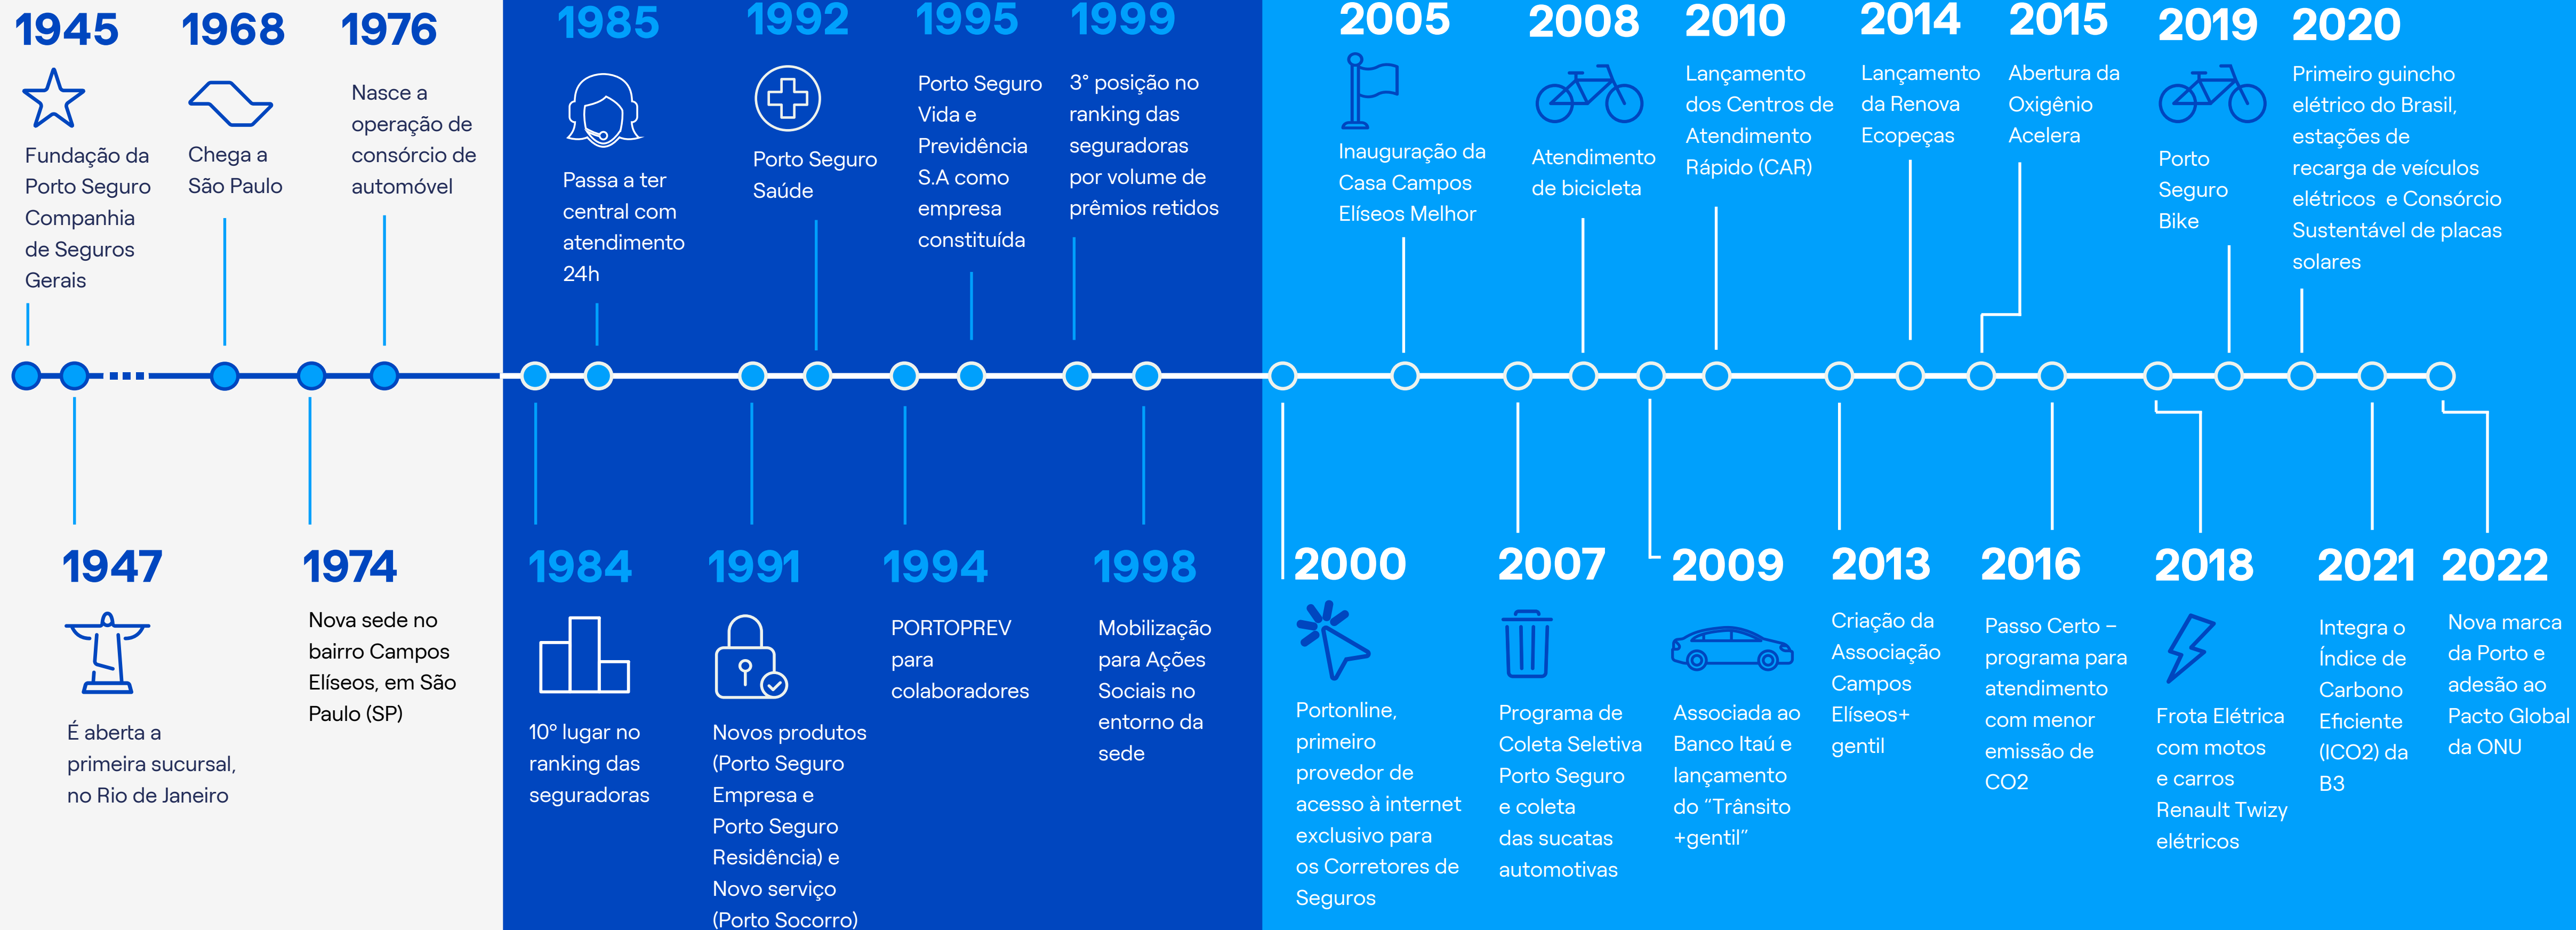 1945
Fundação da
Porto Seguro
Companhia
de Seguros
Gerais
1968
Chega a
São Paulo
1976
Nasce a
operação de
consórcio de
automóvel
1985
Passa a ter
central com
atendimento
24h
1992
Porto Seguro
Saúde
1995
Porto Seguro
Vida e
Previdência
S.A como
empresa
constituída
1999
3° posição no
ranking das
seguradoras
por volume de
prêmios retidos
2005
Inauguração da
Casa Campos
Elíseos Melhor
2008
Atendimento
de bicicleta
2010
Lançamento
dos Centros de
Atendimento
Rápido (CAR)
2014
Lançamento
da Renova
Ecopeças
2015
Abertura da
Oxigênio
Acelera
2019
Porto
Seguro
Bike
2020
Primeiro guincho
elétrico do Brasil,
estações de
recarga de veículos
elétricos e Consórcio
Sustentável de placas
solares
1947
É aberta a
primeira sucursal,
no Rio de Janeiro
1974
Nova sede no
bairro Campos
Elíseos, em São
Paulo (SP)
1984
10º lugar no
ranking das
seguradoras
1991
Novos produtos
(Porto Seguro
Empresa e
Porto Seguro
Residência) e
Novo serviço
(Porto Socorro)
1994
PORTOPREV
para
colaboradores
1998
Mobilização
para Ações
Sociais no
entorno da
sede
2000
Portonline,
primeiro
provedor de
acesso à internet
exclusivo para
os Corretores de
Seguros
2007
Programa de
Coleta Seletiva
Porto Seguro
e coleta
das sucatas
automotivas
2009
Associada ao
Banco Itaú e
lançamento
do “Trânsito
+gentil”
2013
Criação da
Associação
Campos
Elíseos+
gentil
2016
Passo Certo –
programa para
atendimento
com menor
emissão de
CO2
2018
Frota Elétrica
com motos
e carros
Renault Twizy
elétricos
2021
Integra o
Índice de
Carbono
Eficiente
(ICO2) da
B3
2022
Nova marca
da Porto e
adesão ao
Pacto Global
da ONU